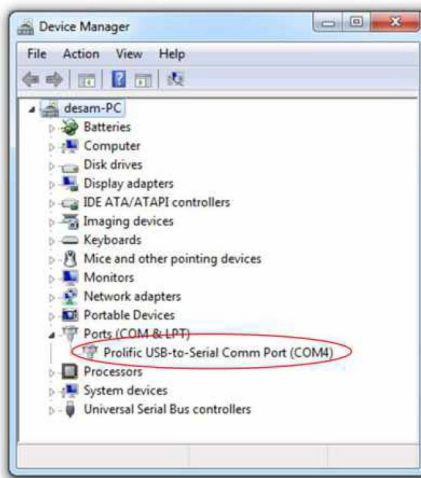 Device Manager
File Action View Help
desam-PC
Batteries
Computer
Disk drives
Display adapters
IDE ATA/ATAPI controllers
Imaging devices
Keyboards
Mice and other pointing devices
Monitors
Network adapters
Portable Devices
Ports (COM & LPT)
Prolific USB-to-Serial Comm Port (COM4)
Processors
System devices
Universal Serial Bus controllers